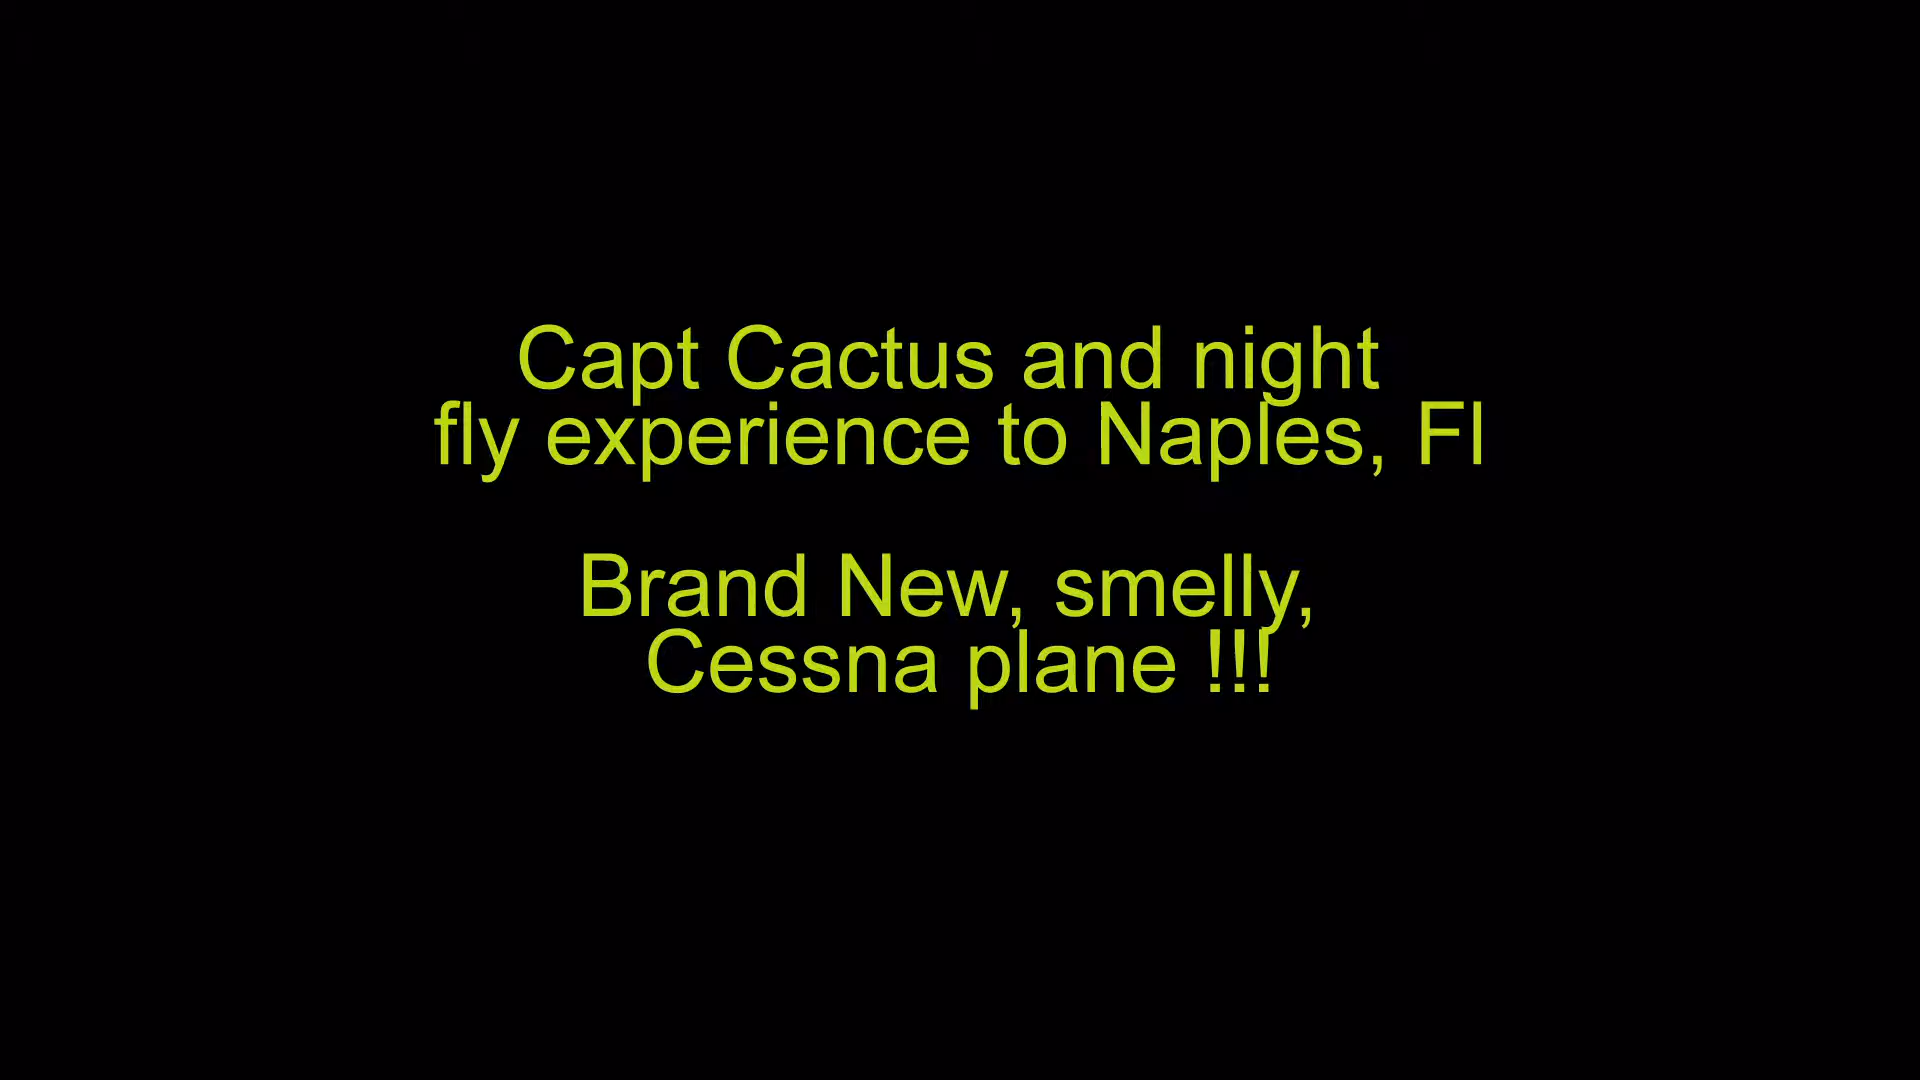 Capt Cactus and night
fly experience to Naples, Fl
Brand New, smelly,
Cessna plane !!!